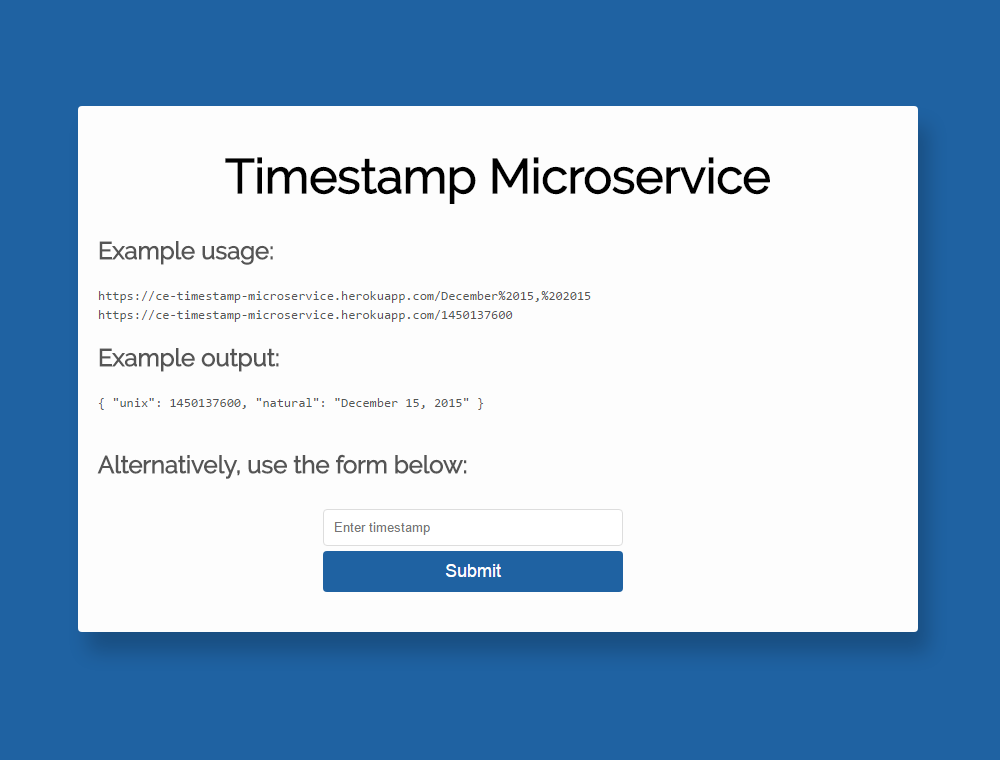 Timestamp Microservice
Example usage:
https://ce-timestamp-microservice.herokuapp.com/December%2015,%202015
https://ce-timestamp-microservice.herokuapp.com/1450137600
Example output:
{ "unix": 1450137600, "natural": "December 15, 2015" }
Alternatively, use the form below:
Enter timestamp
Submit